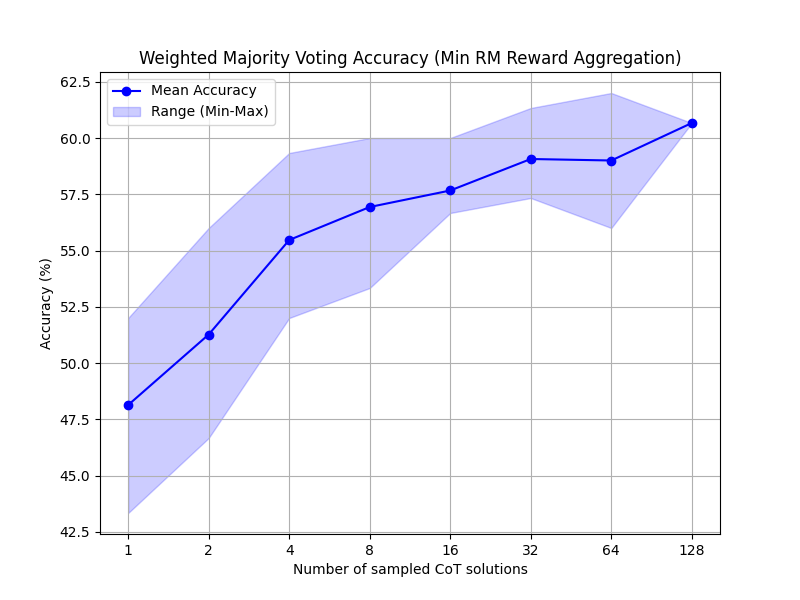 Weighted Majority Voting Accuracy (Min RM Reward Aggregation)
Mean Accuracy
Range (Min-Max)
62.5
60.0
57.5
55.0
52.5
50.0
47.5
45.0
42.5
Accuracy (%)
1 2 4 8 16 32 64 128
Number of sampled CoT solutions